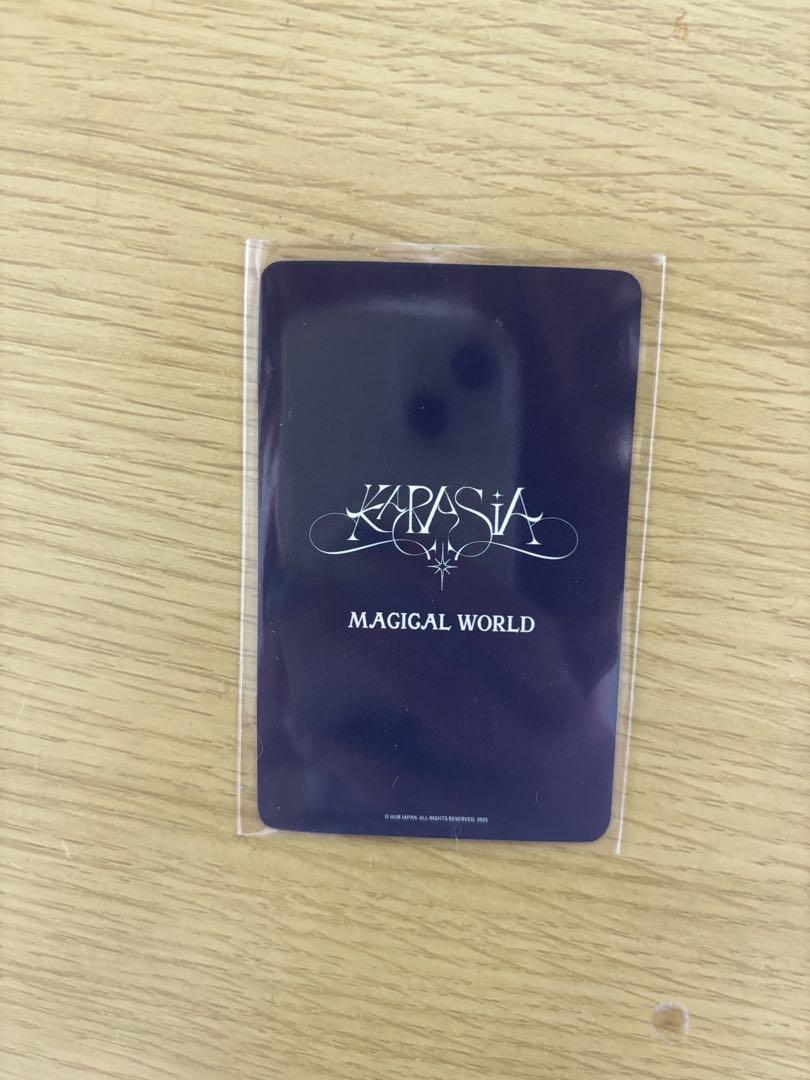 KARASiA
MAGICAL WORLD
© HUB JAPAN. ALL RIGHTS RESERVED. 2025